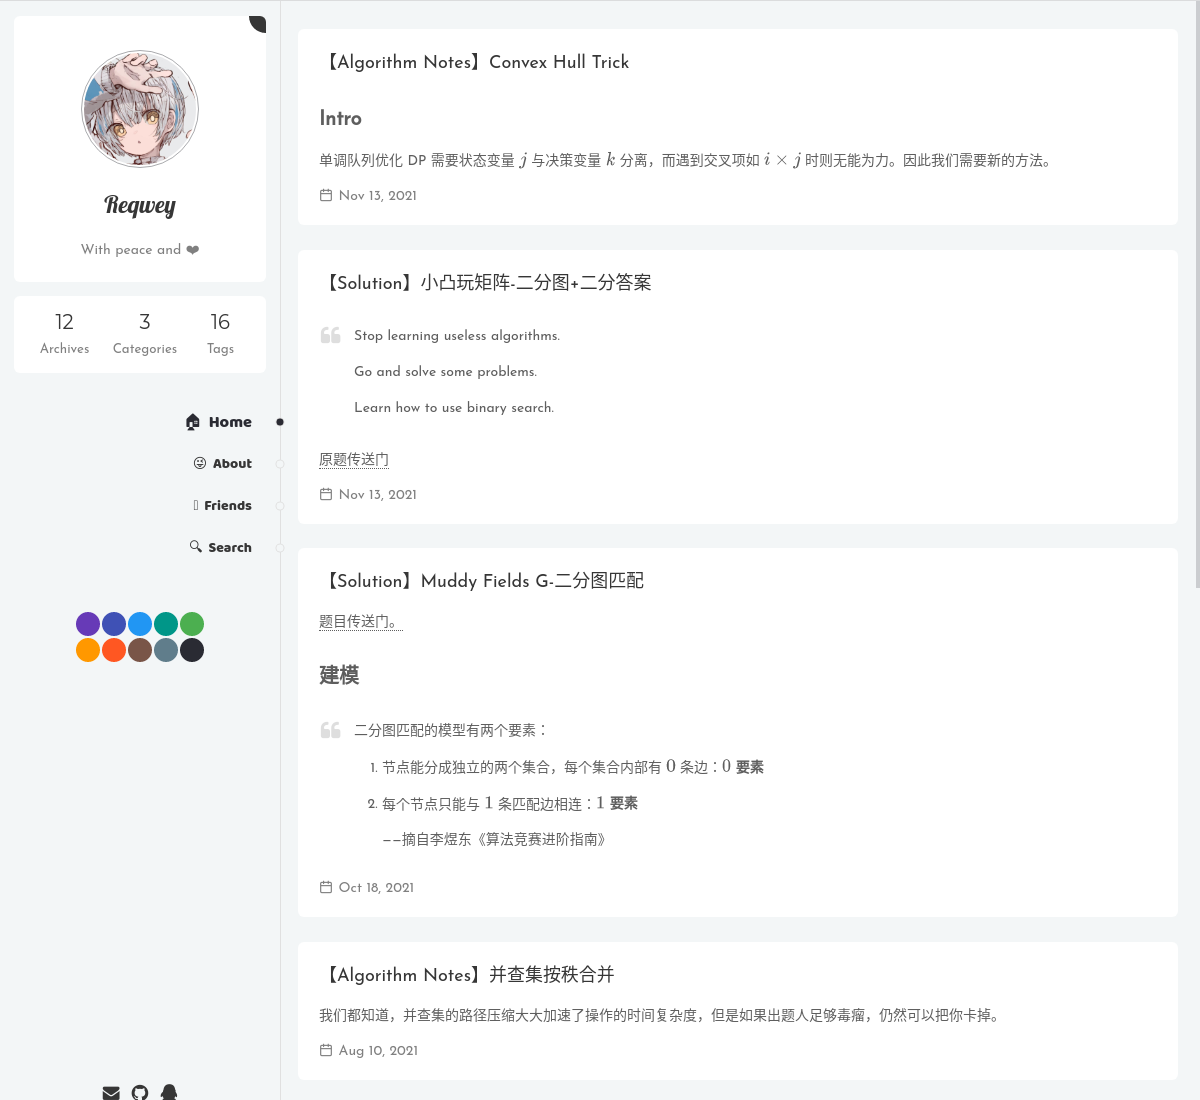 Reqwey
With peace and ❤
12 3 16
Archives Categories Tags
Home
About
Friends
Search
【Algorithm Notes】Convex Hull Trick
Intro
单调队列优化 DP 需要状态变量 j 与决策变量 k 分离，而遇到交叉项如 i × j 时则无能为力。因此我们需要新的方法。
Nov 13, 2021
【Solution】小凸玩矩阵-二分图+二分答案
Stop learning useless algorithms.
Go and solve some problems.
Learn how to use binary search.
原题传送门
Nov 13, 2021
【Solution】Muddy Fields G-二分图匹配
题目传送门。
建模
二分图匹配的模型有两个要素：
1. 节点能分成独立的两个集合，每个集合内部有 0 条边：0 要素
2. 每个节点只能与 1 条匹配边相连：1 要素
——摘自李煜东《算法竞赛进阶指南》
Oct 18, 2021
【Algorithm Notes】并查集按秩合并
我们都知道，并查集的路径压缩大大加速了操作的时间复杂度，但是如果出题人足够毒瘤，仍然可以把你卡掉。
Aug 10, 2021